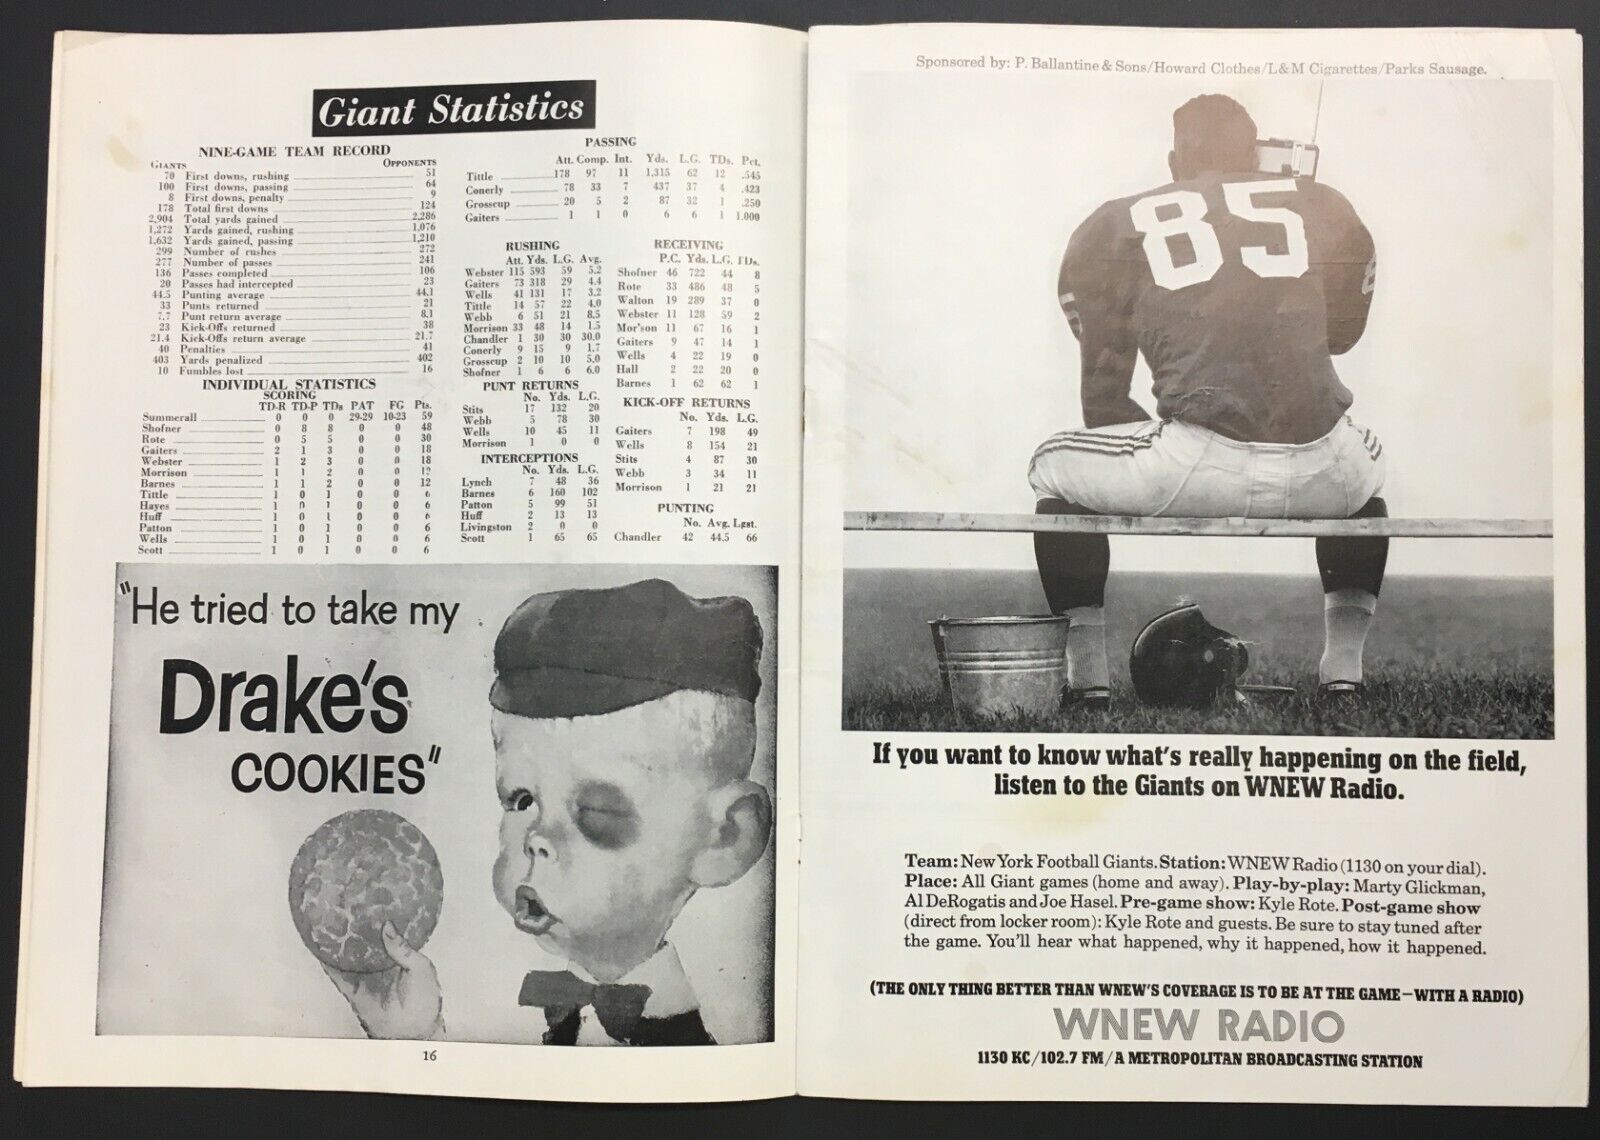 Giant Statistics
NINE-GAME TEAM RECORD
GIANTS OPPONENTS
70 First downs, rushing 51
100 First downs, passing 64
8 First downs, penalty 9
178 Total first downs 124
2,904 Total yards gained 2,286
1,272 Yards gained, rushing 1,076
1,632 Yards gained, passing 1,210
299 Number of rushes 272
277 Number of passes 241
136 Passes completed 106
20 Passes had intercepted 23
44.5 Punting average 44.1
33 Punts returned 21
7.7 Punt return average 8.1
23 Kick-Offs returned 38
21.4 Kick-Offs return average 21.7
40 Penalties 41
403 Yards penalized 402
10 Fumbles lost 16
INDIVIDUAL STATISTICS
SCORING
TD-R TD-P TDs PAT FG Pts.
Summerall 0 0 0 29-29 10-23 59
Shofner 0 8 8 0 0 48
Rote 0 5 5 0 0 30
Gaiters 2 1 3 0 0 18
Webster 1 2 3 0 0 18
Morrison 1 1 2 0 0 12
Barnes 1 1 2 0 0 12
Tittle 1 0 1 0 0 6
Hayes 1 0 1 0 0 6
Huff 1 0 1 0 0 6
Patton 1 0 1 0 0 6
Wells 1 0 1 0 0 6
Scott 1 0 1 0 0 6
PASSING
Att. Comp. Int. Yds. L.G. TDs. Pct.
Tittle 178 97 11 1,315 62 12 .545
Conerly 78 33 7 437 37 4 .423
Grosscup 20 5 2 87 32 1 .250
Gaiters 1 1 0 6 6 1 1.000
RUSHING
Att. Yds. L.G. Avg.
Webster 115 593 59 5.2
Gaiters 73 318 29 4.4
Wells 41 131 17 3.2
Tittle 14 57 22 4.0
Webb 6 51 21 8.5
Morrison 33 48 14 1.5
Chandler 1 30 30 30.0
Conerly 9 15 9 1.7
Grosscup 2 10 10 5.0
Shofner 1 6 6 6.0
PUNT RETURNS
No. Yds. L.G.
Stits 17 132 20
Webb 5 78 30
Wells 10 45 11
Morrison 1 0 0
INTERCEPTIONS
No. Yds. L.G.
Lynch 7 48 36
Barnes 6 160 102
Patton 5 99 51
Huff 2 13 13
Livingston 2 0 0
Scott 1 65 65
RECEIVING
P.C. Yds. L.G. TDs.
Shofner 46 722 44 8
Rote 33 486 48 5
Walton 19 289 37 0
Webster 11 128 59 2
Mor'son 11 67 16 1
Gaiters 9 47 14 1
Wells 4 22 19 0
Hall 2 22 20 0
Barnes 1 62 62 1
KICK-OFF RETURNS
No. Yds. L.G.
Gaiters 7 198 49
Wells 8 154 21
Stits 4 87 30
Webb 3 34 11
Morrison 1 21 21
PUNTING
No. Avg. Lgst.
Chandler 42 44.5 66
"He tried to take my
Drake's
COOKIES"
16
Sponsored by: P. Ballantine & Sons/Howard Clothes/L&M Cigarettes/Parks Sausage.
85
If you want to know what's really happening on the field,
listen to the Giants on WNEW Radio.
Team: New York Football Giants. Station: WNEW Radio (1130 on your dial).
Place: All Giant games (home and away). Play-by-play: Marty Glickman,
Al DeRogatis and Joe Hasel. Pre-game show: Kyle Rote. Post-game show
(direct from locker room): Kyle Rote and guests. Be sure to stay tuned after
the game. You'll hear what happened, why it happened, how it happened.
(THE ONLY THING BETTER THAN WNEW'S COVERAGE IS TO BE AT THE GAME—WITH A RADIO)
WNEW RADIO
1130 KC/102.7 FM/A METROPOLITAN BROADCASTING STATION